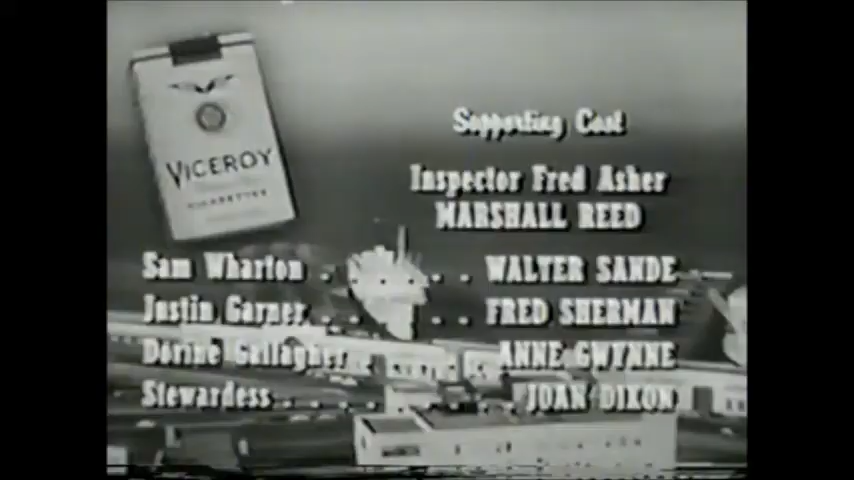 VICEROY
CIGARETTES
Supporting Cast
Inspector Fred Asher
MARSHALL REED
Sam Wharton . . . . . WALTER SANDE
Justin Garner . . . . FRED SHERMAN
Dorine Gallagher . . . . ANNE GWYNNE
Stewardess . . . . . . JOAN DIXON